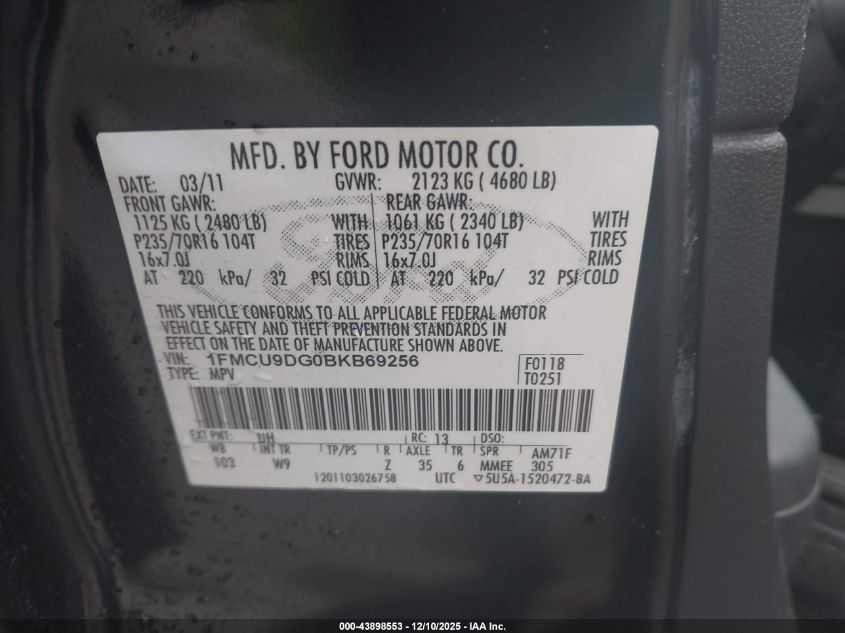 MFD. BY FORD MOTOR CO.
DATE: 03/11 GVWR: 2123 KG ( 4680 LB)
FRONT GAWR: REAR GAWR:
1125 KG ( 2480 LB) WITH 1061 KG ( 2340 LB) WITH
P235/70R16 104T TIRES P235/70R16 104T TIRES
16x7.0J RIMS 16x7.0J RIMS
AT 220 kPa/ 32 PSI COLD AT 220 kPa/ 32 PSI COLD
Ford
THIS VEHICLE CONFORMS TO ALL APPLICABLE FEDERAL MOTOR
VEHICLE SAFETY AND THEFT PREVENTION STANDARDS IN
EFFECT ON THE DATE OF MANUFACTURE SHOWN ABOVE.
VIN: 1FMCU9DG0BKB69256 F0118
TYPE: MPV T0251
EXT PNT: UH RC: 13 DSO:
WB INT TR TP/PS R AXLE TR SPR AM71F
103 W9 Z 35 6 MMEE 305
1201103026758 UTC ▽5U5A-1520472-BA
000-43898553 — 12/10/2025 — IAA Inc.